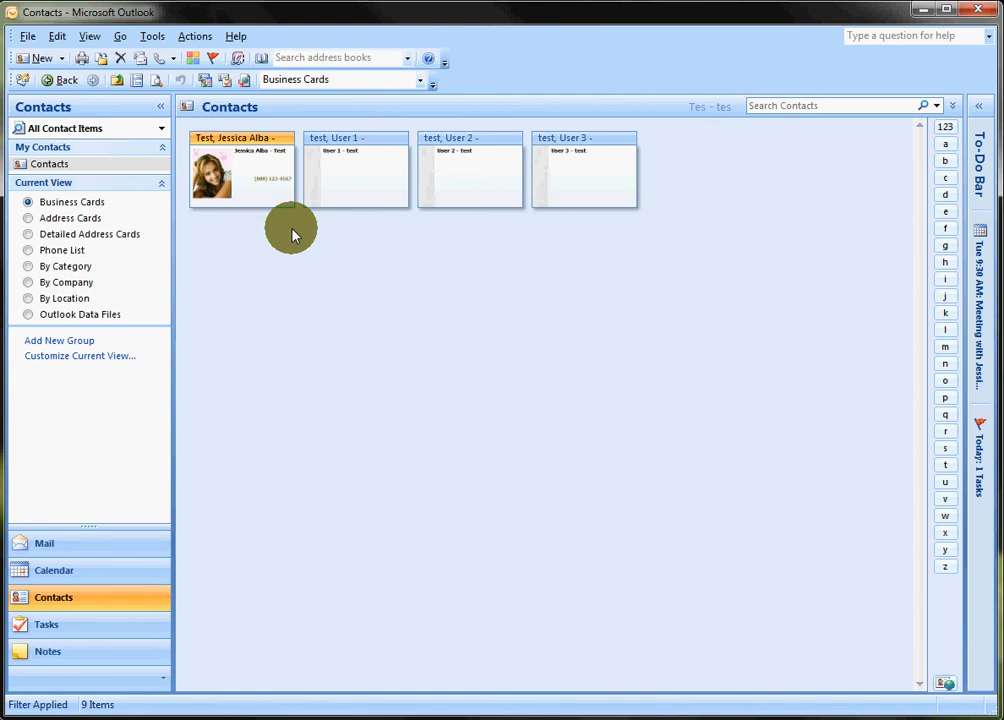 Contacts - Microsoft Outlook
File Edit View Go Tools Actions Help
Type a question for help
New
Search address books
Back
Business Cards
Contacts
All Contact Items
My Contacts
Contacts
Current View
Business Cards
Address Cards
Detailed Address Cards
Phone List
By Category
By Company
By Location
Outlook Data Files
Add New Group
Customize Current View...
Mail
Calendar
Contacts
Tasks
Notes
Contacts
Tes - tes
Search Contacts
Test, Jessica Alba -
Jessica Alba - Test
test, User 1 -
User 1 - test
test, User 2 -
User 2 - test
test, User 3 -
User 3 - test
123
a
b
c
d
e
f
g
h
i
j
k
l
m
n
o
p
q
r
s
t
u
v
w
x
y
z
To-Do Bar
Tue 9:30 AM: Meeting with Jessi...
Today: 1 Tasks
Filter Applied
9 Items